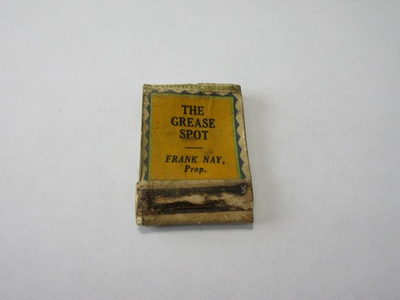 THE
GREASE
SPOT
FRANK NAY,
Prop.